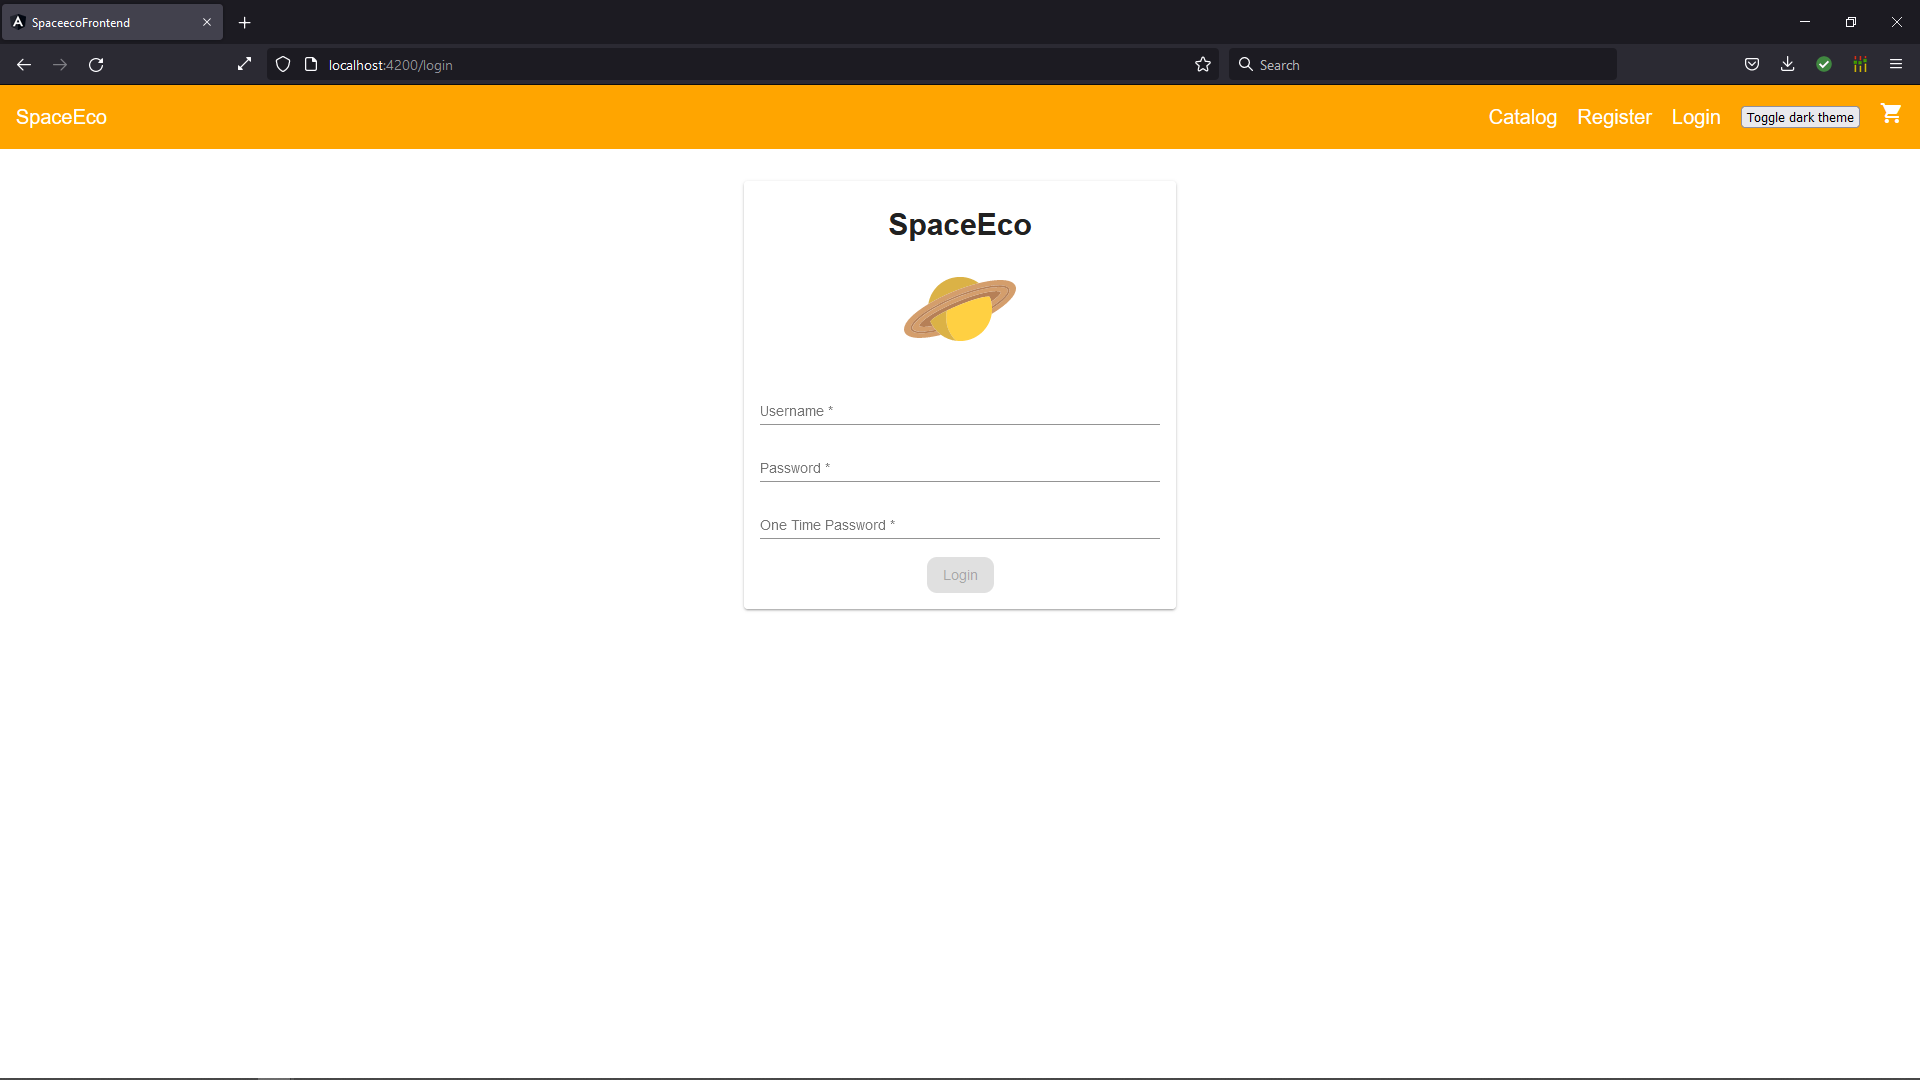 SpaceecoFrontend
localhost:4200/login
Search
SpaceEco
Catalog
Register
Login
Toggle dark theme
SpaceEco
Username *
Password *
One Time Password *
Login